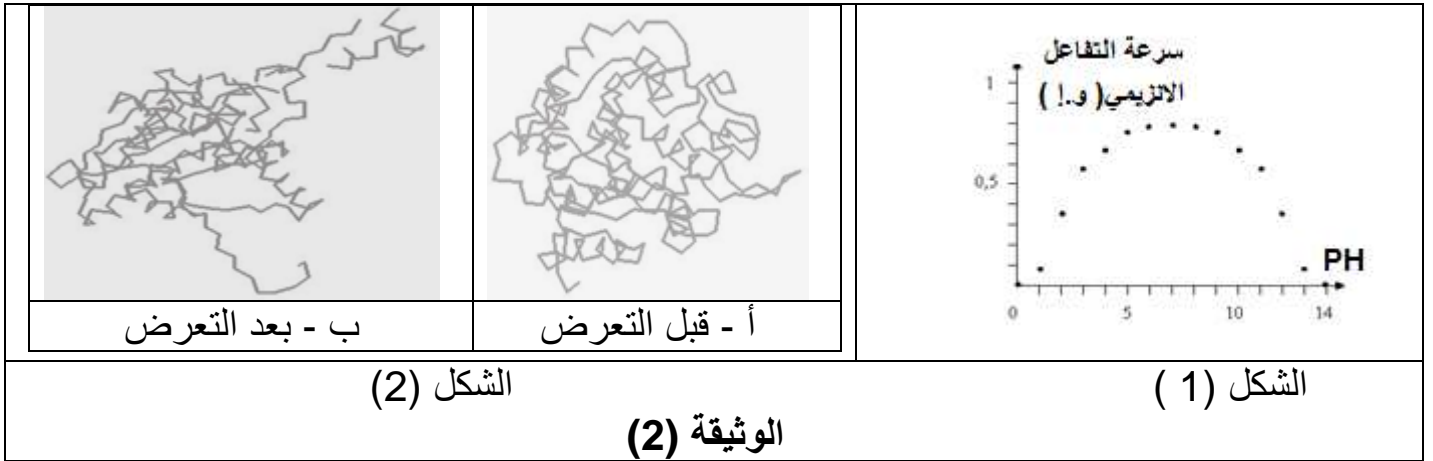 سرعة التفاعل
الانزيمي( و.إ )
1
0,5
PH
0 5 10 14
أ - قبل التعرض
ب - بعد التعرض
الشكل (1 )
الشكل (2)
الوثيقة (2)